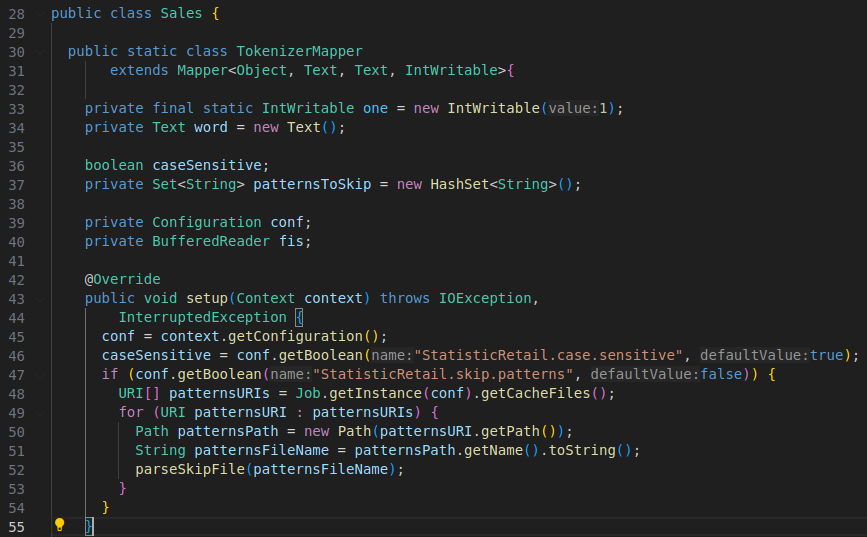 28 public class Sales {
29
30   public static class TokenizerMapper
31        extends Mapper<Object, Text, Text, IntWritable>{
32
33     private final static IntWritable one = new IntWritable(value:1);
34     private Text word = new Text();
35
36     boolean caseSensitive;
37     private Set<String> patternsToSkip = new HashSet<String>();
38
39     private Configuration conf;
40     private BufferedReader fis;
41
42     @Override
43     public void setup(Context context) throws IOException,
44         InterruptedException {
45       conf = context.getConfiguration();
46       caseSensitive = conf.getBoolean(name:"StatisticRetail.case.sensitive", defaultValue:true);
47       if (conf.getBoolean(name:"StatisticRetail.skip.patterns", defaultValue:false)) {
48         URI[] patternsURIs = Job.getInstance(conf).getCacheFiles();
49         for (URI patternsURI : patternsURIs) {
50           Path patternsPath = new Path(patternsURI.getPath());
51           String patternsFileName = patternsPath.getName().toString();
52           parseSkipFile(patternsFileName);
53         }
54       }
55     }